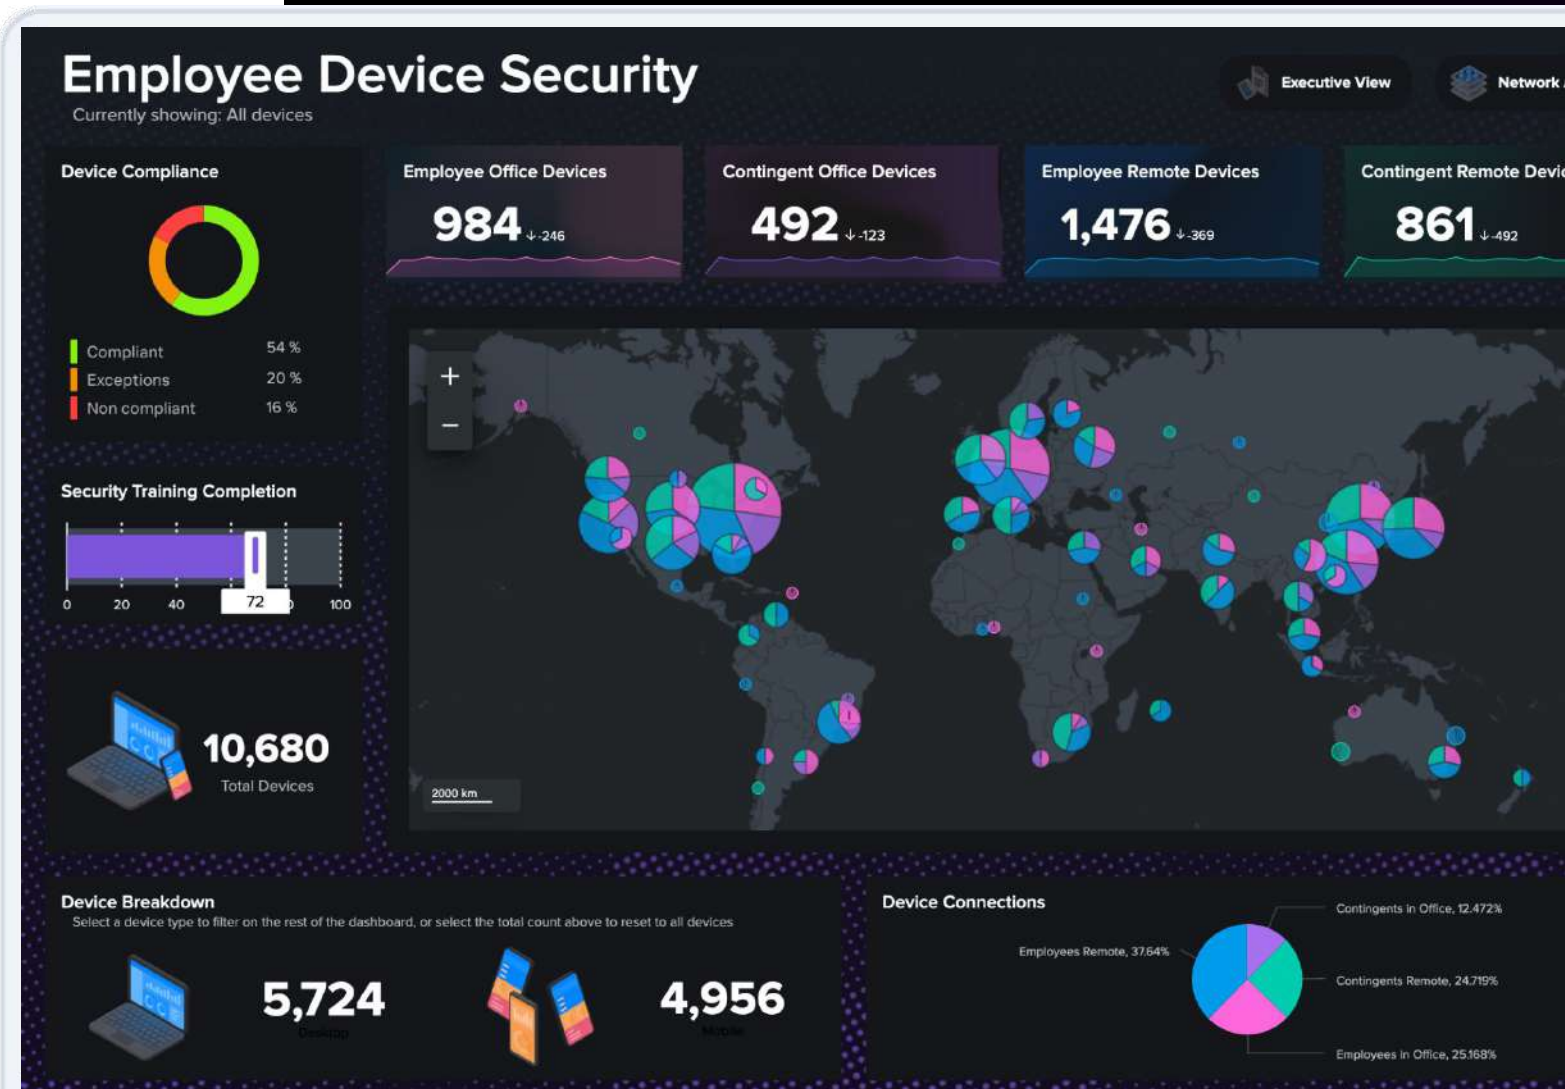 Employee Device Security
Currently showing: All devices
Executive View
Network
Device Compliance
Compliant 54 %
Exceptions 20 %
Non compliant 16 %
Employee Office Devices
984 ↓ -246
Contingent Office Devices
492 ↓ -123
Employee Remote Devices
1,476 ↓ -369
Contingent Remote Devic
861 ↓ -492
Security Training Completion
0 20 40 72 100
10,680
Total Devices
+
−
2000 km
Device Breakdown
Select a device type to filter on the rest of the dashboard, or select the total count above to reset to all devices
5,724
Desktop
4,956
Mobile
Device Connections
Contingents in Office, 12.472%
Employees Remote, 37.64%
Contingents Remote, 24.719%
Employees in Office, 25.168%